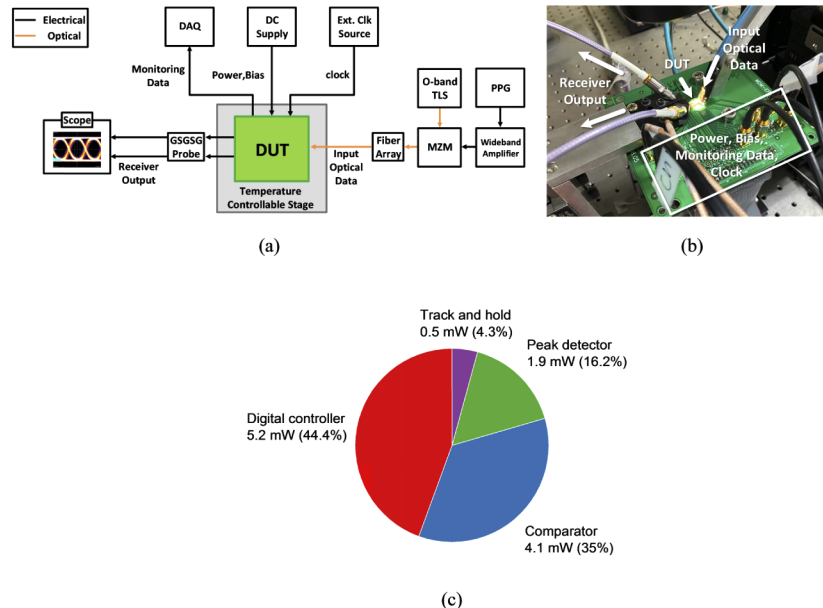 Electrical
Optical
DAQ
DC
Supply
Ext. Clk
Source
Monitoring
Data
Power,Bias
clock
O-band
TLS
PPG
Scope
GSGSG
Probe
DUT
Fiber
Array
MZM
Wideband
Amplifier
Receiver
Output
Input
Optical
Data
Temperature
Controllable Stage
(a)
Input
Optical
Data
DUT
Receiver
Output
Power, Bias,
Monitoring Data,
Clock
(b)
Track and hold
0.5 mW (4.3%)
Peak detector
1.9 mW (16.2%)
Digital controller
5.2 mW (44.4%)
Comparator
4.1 mW (35%)
(c)